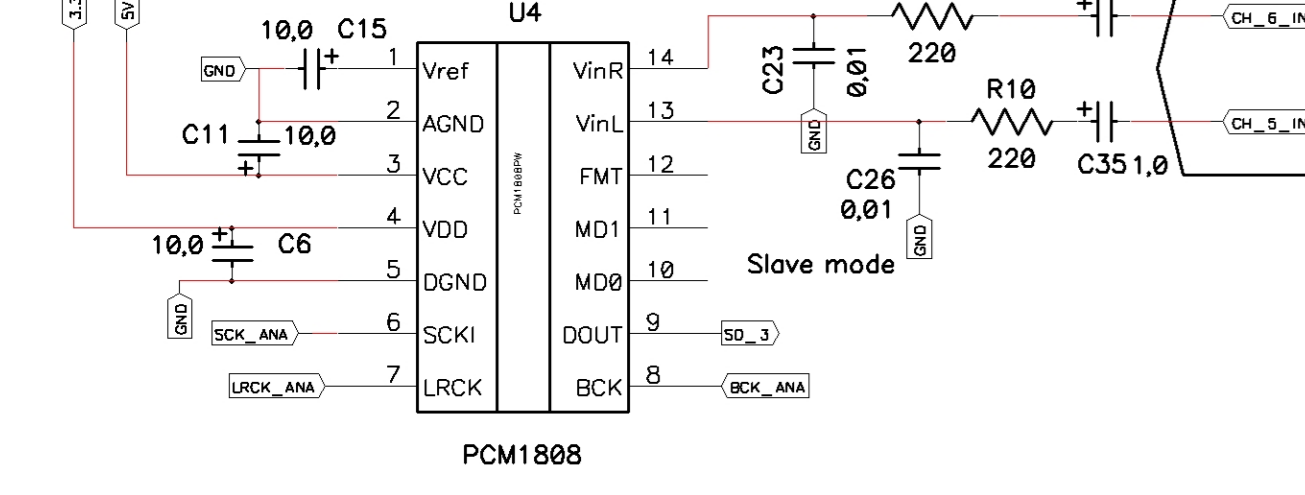 3.3
5V
U4
10,0 C15
GND
1 Vref
2 AGND
C11 10,0
3 VCC
4 VDD
10,0 C6
5 DGND
GND
SCK_ANA
6 SCKI
LRCK_ANA
7 LRCK
PCM1808PW
VinR 14
VinL 13
FMT 12
MD1 11
MD0 10
DOUT 9
SD_3
BCK 8
BCK_ANA
C23
0,01
GND
220
CH_6_IN
R10
220
C35 1,0
CH_5_IN
C26
0,01
GND
Slave mode
PCM1808